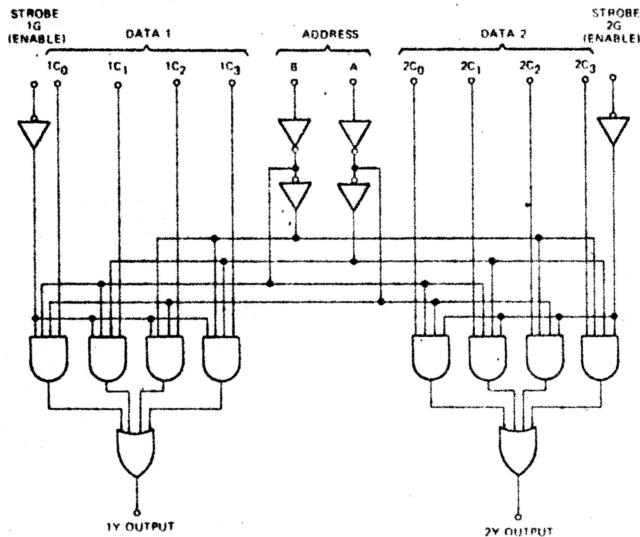 STROBE
1G
(ENABLE)
DATA 1
ADDRESS
DATA 2
STROBE
2G
(ENABLE)
1C0
1C1
1C2
1C3
B
A
2C0
2C1
2C2
2C3
1Y OUTPUT
2Y OUTPUT